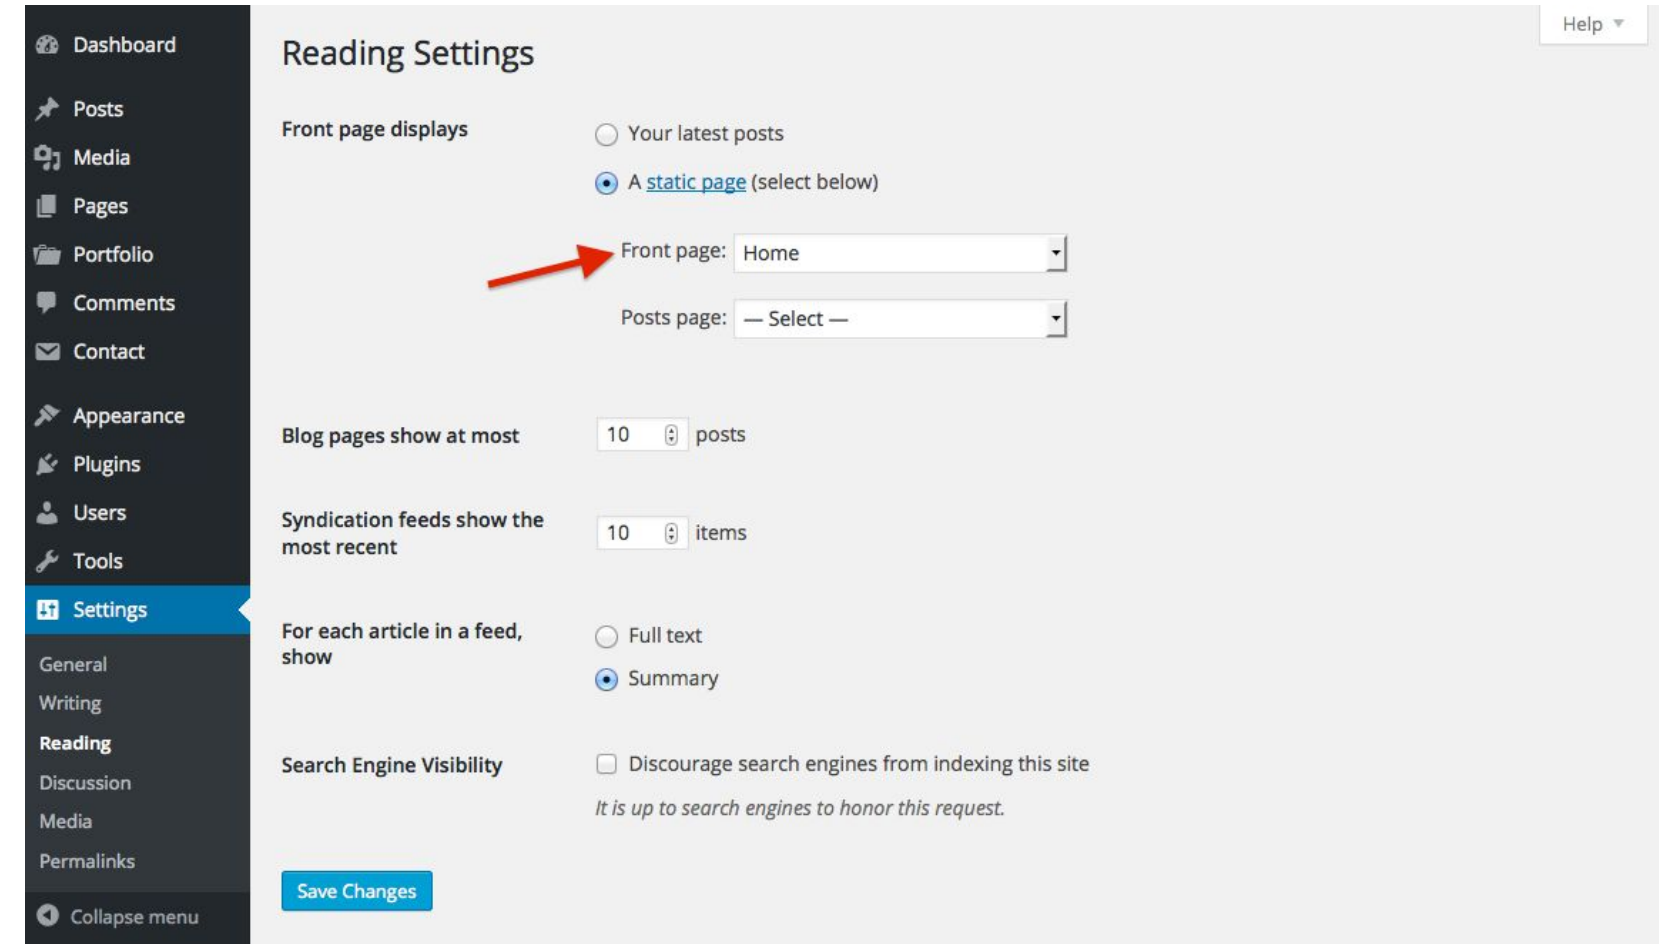 Dashboard
Posts
Media
Pages
Portfolio
Comments
Contact
Appearance
Plugins
Users
Tools
Settings
General
Writing
Reading
Discussion
Media
Permalinks
Collapse menu
Help
Reading Settings
Front page displays
Your latest posts
A static page (select below)
Front page: Home
Posts page: — Select —
Blog pages show at most
10 posts
Syndication feeds show the
most recent
10 items
For each article in a feed,
show
Full text
Summary
Search Engine Visibility
Discourage search engines from indexing this site
It is up to search engines to honor this request.
Save Changes